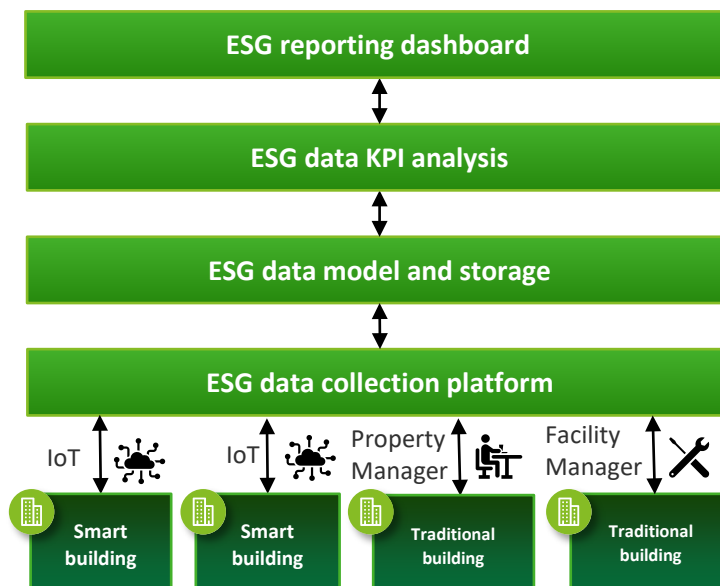 ESG reporting dashboard
ESG data KPI analysis
ESG data model and storage
ESG data collection platform
IoT
IoT
Property
Manager
Facility
Manager
Smart
building
Smart
building
Traditional
building
Traditional
building